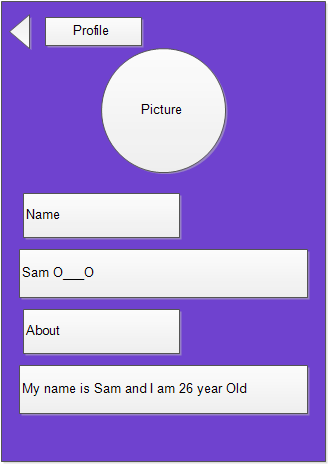 Profile
Picture
Name
Sam O___O
About
My name is Sam and I am 26 year Old